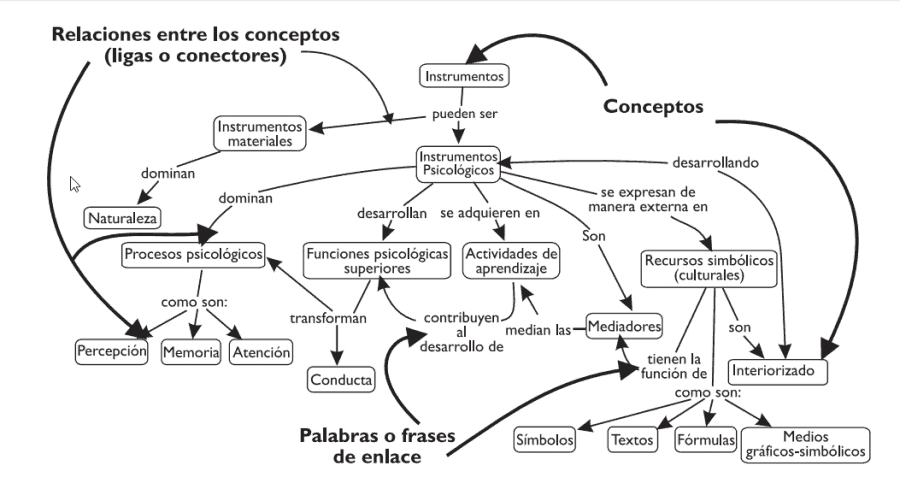 Relaciones entre los conceptos
(ligas o conectores)
Instrumentos
Conceptos
pueden ser
Instrumentos
materiales
Instrumentos
Psicológicos
desarrollando
dominan
dominan
se expresan de
manera externa en
Naturaleza
desarrollan
se adquieren en
Son
Procesos psicológicos
Funciones psicológicas
superiores
Actividades de
aprendizaje
Recursos simbólicos
(culturales)
como son:
transforman
contribuyen
al
desarrollo de
median las
Mediadores
son
Percepción
Memoria
Atención
tienen la
función de
Interiorizado
Conducta
como son:
Palabras o frases
de enlace
Símbolos
Textos
Fórmulas
Medios
gráficos-simbólicos